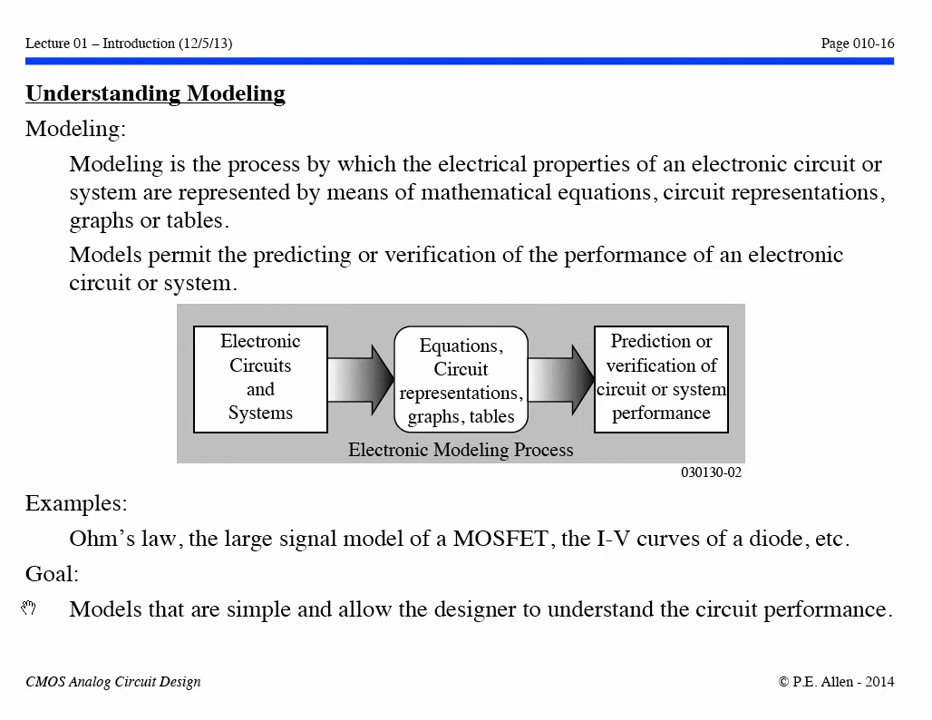 Lecture 01 – Introduction (12/5/13) Page 010-16
Understanding Modeling
Modeling:
Modeling is the process by which the electrical properties of an electronic circuit or
system are represented by means of mathematical equations, circuit representations,
graphs or tables.
Models permit the predicting or verification of the performance of an electronic
circuit or system.
Electronic
Circuits
and
Systems
Equations,
Circuit
representations,
graphs, tables
Prediction or
verification of
circuit or system
performance
Electronic Modeling Process
030130-02
Examples:
Ohm's law, the large signal model of a MOSFET, the I-V curves of a diode, etc.
Goal:
Models that are simple and allow the designer to understand the circuit performance.
CMOS Analog Circuit Design © P.E. Allen - 2014